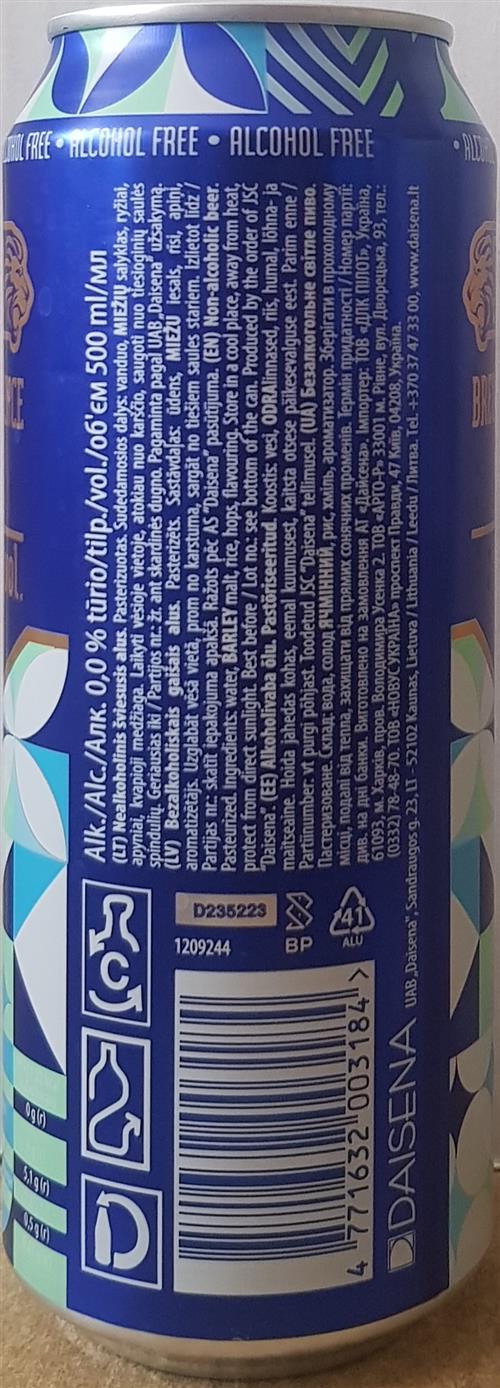 ALCOHOL FREE • ALCOHOL FREE
Alk./Alc./Алк. 0,0 % tūrio/tilp./vol./об'єм 500 ml/мл
(LT) Nealkoholinis šviesusis alus. Pasterizuotas. Sudedamosios dalys: vanduo, MIEŽIŲ salyklas, ryžiai,
apyniai, kvapioji medžiaga. Laikyti vėsioje vietoje, atokiau nuo karščio, saugoti nuo tiesioginių saulės
spindulių. Geriausias iki / Partijos nr.: žr. ant skardinės dugno. Pagaminta pagal UAB „Daisena" užsakymą.
(LV) Bezalkoholiskais gaišais alus. Pasterizēts. Sastāvdaļas: ūdens, MIEŽU iesals, rīsi, apiņi,
aromatizētājs. Uzglabāt vēsā vietā, prom no karstuma, sargāt no tiešiem saules stariem. Izlietot līdz /
Partijas nr.: skatīt iepakojuma apakšā. Ražots pēc AS "Daisena" pasūtījuma. (EN) Non-alcoholic beer.
Pasteurized. Ingredients: water, BARLEY malt, rice, hops, flavouring. Store in a cool place, away from heat,
protect from direct sunlight. Best before / Lot no.: see bottom of the can. Produced by the order of JSC
"Daisena". (EE) Alkoholivaba õlu. Pastöriseeritud. Koostis: vesi, ODRAlinnased, riis, humal, lõhna- ja
maitseaine. Hoida jahedas kohas, eemal kuumusest, kaitsta otsese päikesevalguse eest. Parim enne /
Partii number: vt purgi põhjast. Toodetud JSC "Daisena" tellimusel. (UA) Безалкогольне світле пиво.
Пастеризоване. Склад: вода, солод ЯЧМІННИЙ, рис, хміль, ароматизатор. Зберігати в прохолодному
місці, подалі від тепла, захищати від прямих сонячних променів. Термін придатності / Номер партії:
див. на дні банки. Виготовлено на замовлення АТ «Дайсена». Імпортер: ТОВ «ДПК ПІЛОТ», Україна,
61093, м. Харків, пров. Володимира Усенка 2. ТОВ «АРГО-Р» 33001 м. Рівне, вул. Дворецька, 93, тел.:
(0332) 78-48-70. ТОВ «НОВУС УКРАЇНА» проспект Правди, 47 Київ, 04208, Україна.
DAISENA UAB „Daisena", Sandraugos g. 23, LT - 52102 Kaunas, Lietuva / Lithuania / Leedu / Литва. Tel. +370 37 47 33 00, www.daisena.lt
D235223
1209244
BP
41
ALU
4 771632 003184 >
0 g (г)
5,1 g (г)
0,5 g (г)